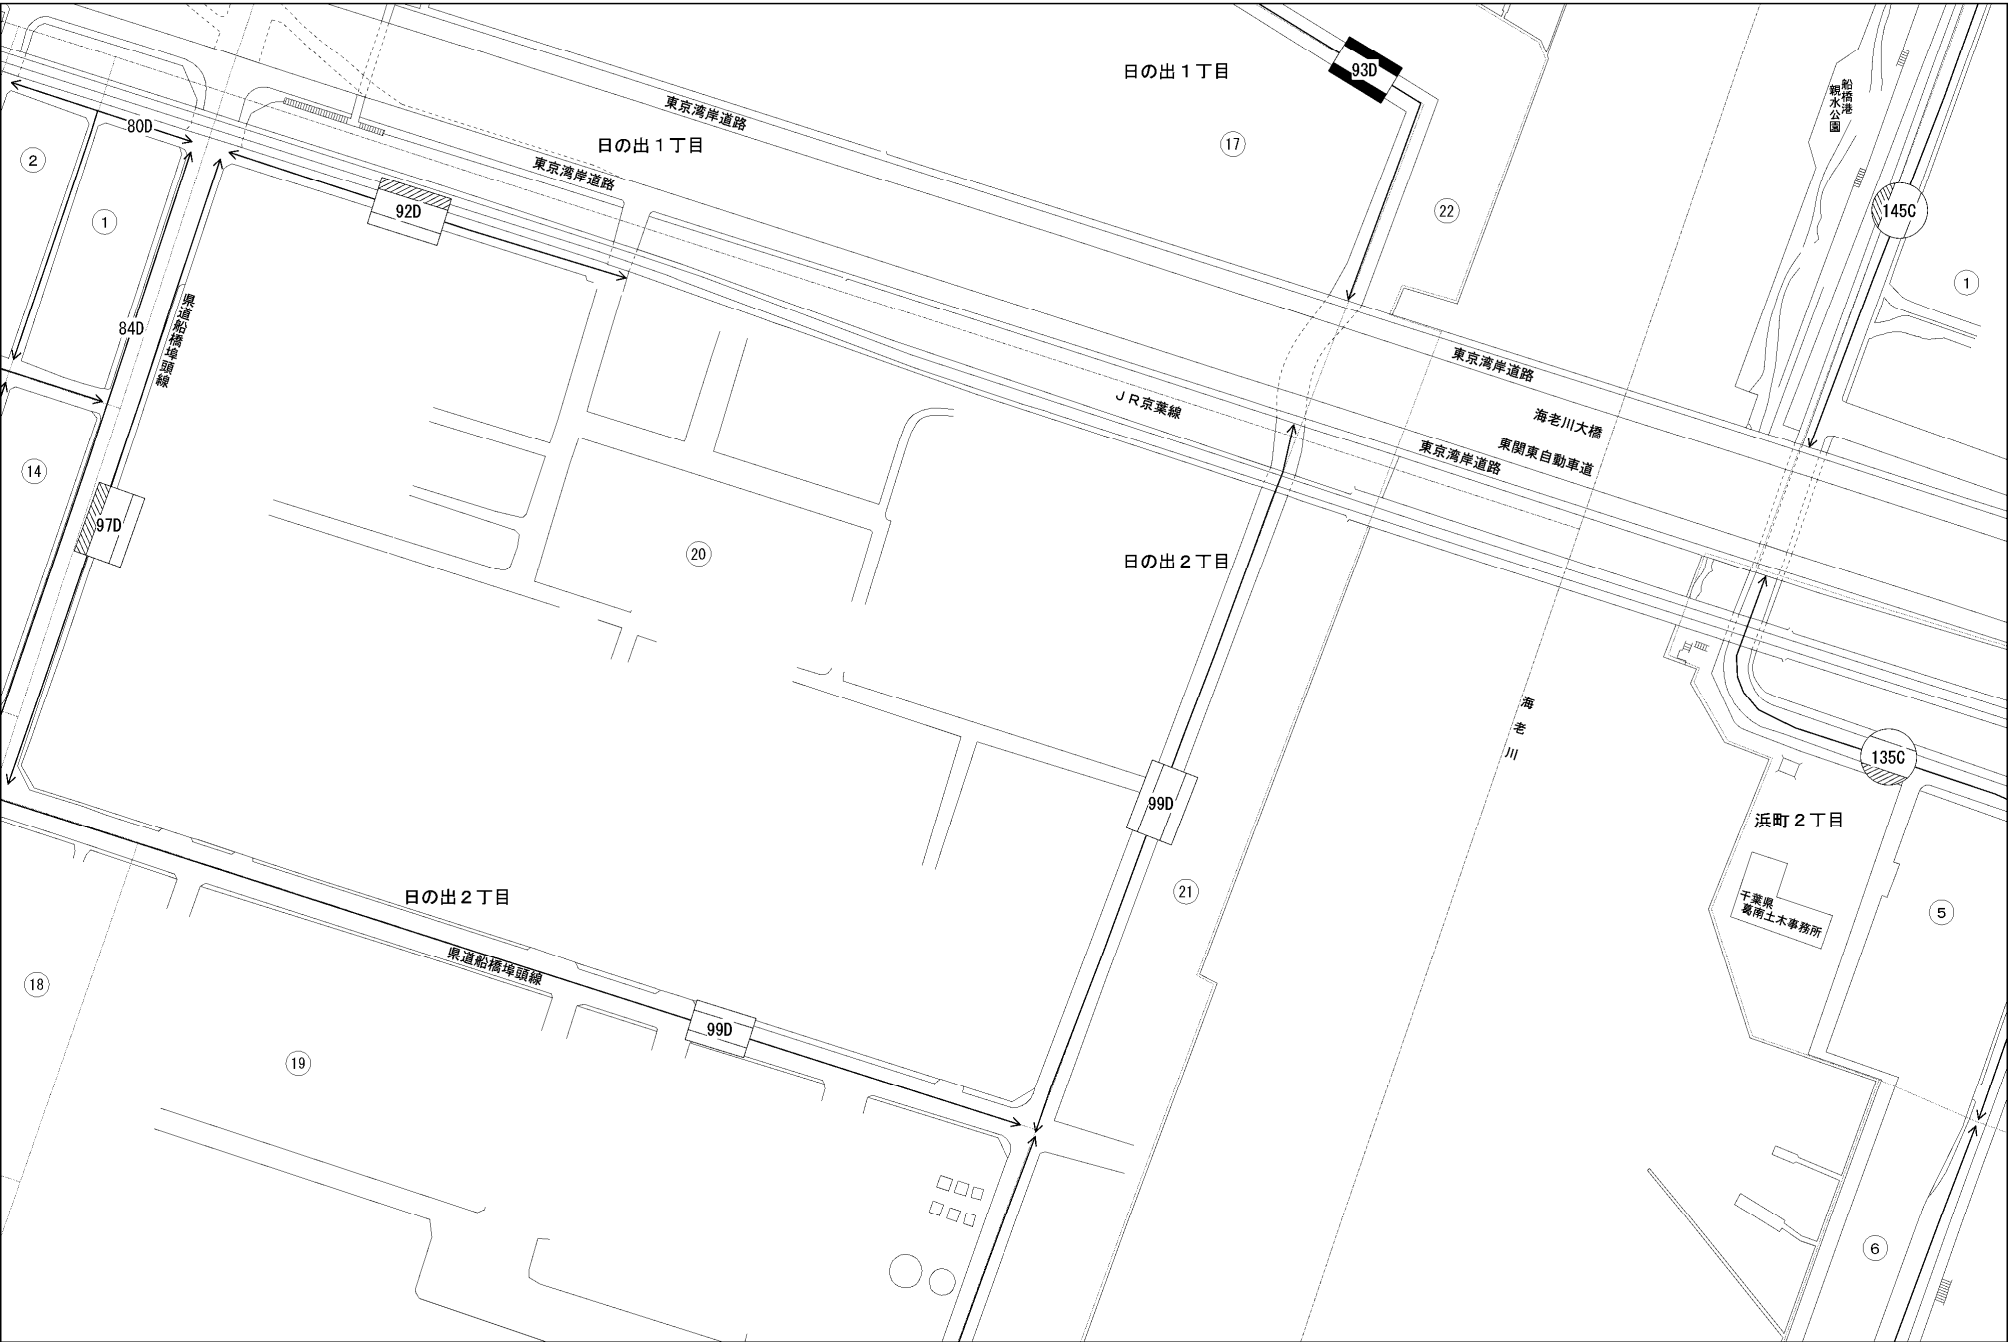 日の出１丁目
93D
東京湾岸道路
船橋港
親水公園
80D
17
日の出１丁目
2
東京湾岸道路
145C
92D
22
1
1
県道船橋埠頭線
84D
東京湾岸道路
ＪＲ京葉線
海老川大橋
東関東自動車道
東京湾岸道路
14
97D
20
日の出２丁目
海老川
135C
99D
浜町２丁目
21
日の出２丁目
千葉県
葛南土木事務所
5
県道船橋埠頭線
18
99D
19
6